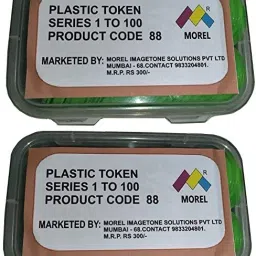 PLASTIC TOKEN
SERIES 1 TO 100
PRODUCT CODE 88
MOREL
MARKETED BY: MOREL IMAGETONE SOLUTIONS PVT LTD
MUMBAI - 68.CONTACT 9833204801.
M.R.P. RS 300/-
PLASTIC TOKEN
SERIES 1 TO 100
PRODUCT CODE 88
MOREL
MARKETED BY: MOREL IMAGETONE SOLUTIONS PVT LTD
MUMBAI - 68.CONTACT 9833204801.
M.R.P. RS 300/-